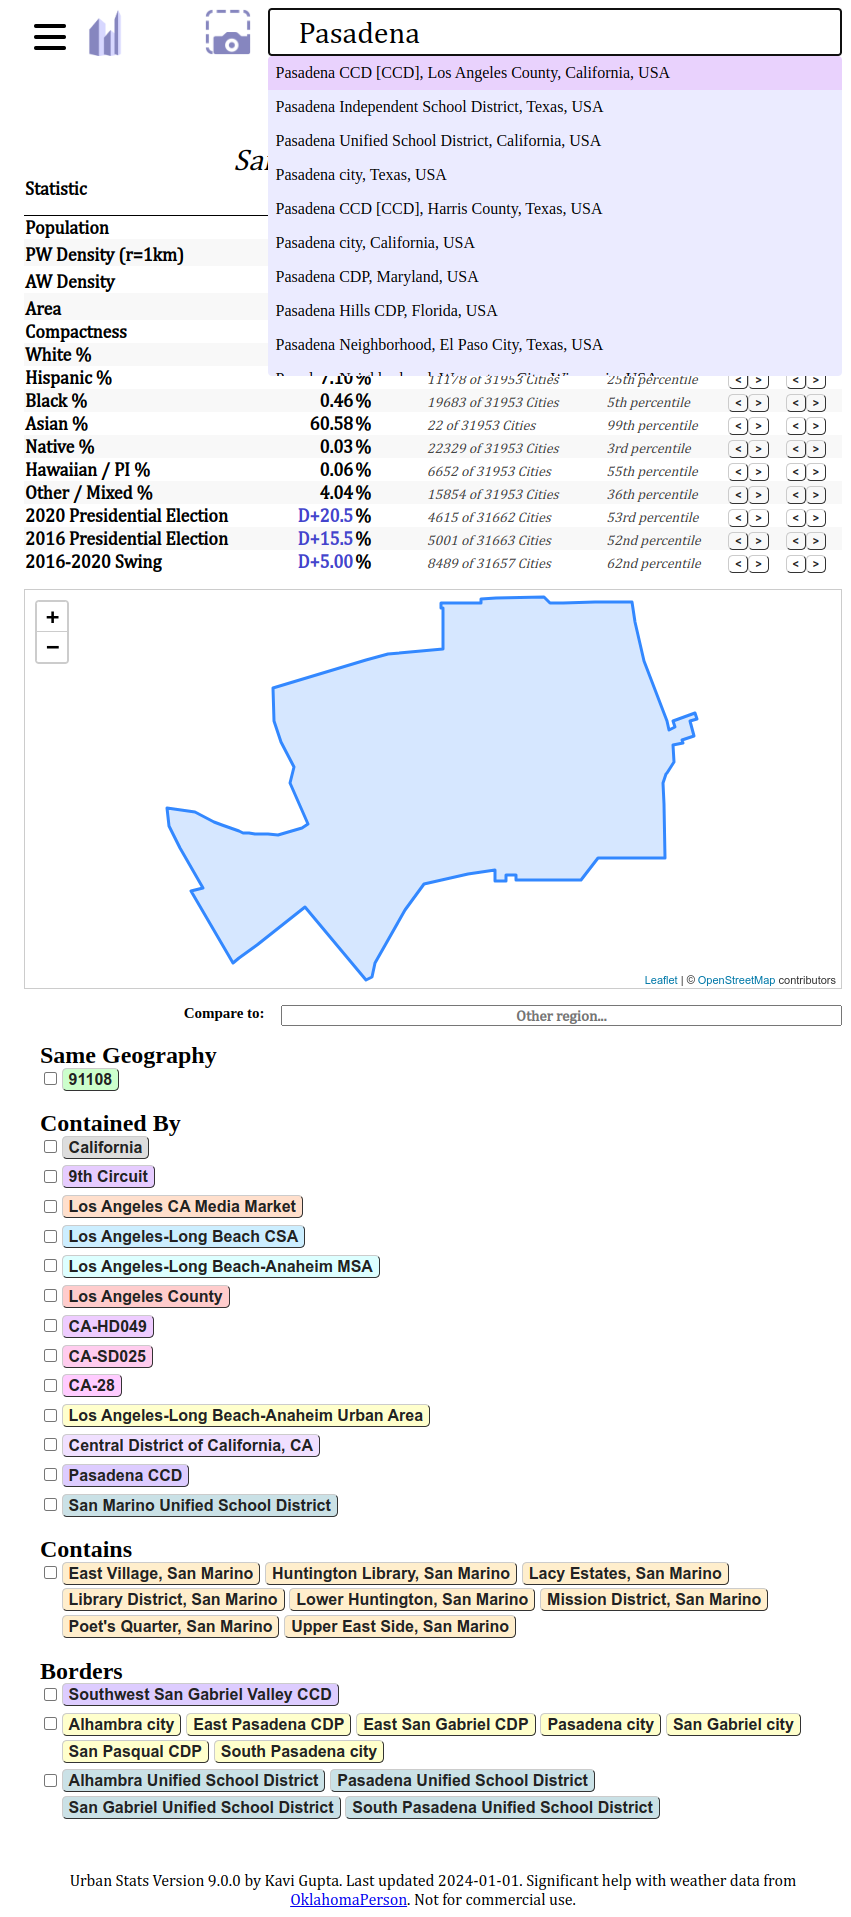 Pasadena
Pasadena CCD [CCD], Los Angeles County, California, USA
Pasadena Independent School District, Texas, USA
Pasadena Unified School District, California, USA
Pasadena city, Texas, USA
Pasadena CCD [CCD], Harris County, Texas, USA
Pasadena city, California, USA
Pasadena CDP, Maryland, USA
Pasadena Hills CDP, Florida, USA
Pasadena Neighborhood, El Paso City, Texas, USA
Statistic
Population
PW Density (r=1km)
AW Density
Area
Compactness
White %
Hispanic % 7.10% 11178 of 31953 Cities 25th percentile < > < >
Black % 0.46% 19683 of 31953 Cities 5th percentile < > < >
Asian % 60.58% 22 of 31953 Cities 99th percentile < > < >
Native % 0.03% 22329 of 31953 Cities 3rd percentile < > < >
Hawaiian / PI % 0.06% 6652 of 31953 Cities 55th percentile < > < >
Other / Mixed % 4.04% 15854 of 31953 Cities 36th percentile < > < >
2020 Presidential Election D+20.5% 4615 of 31662 Cities 53rd percentile < > < >
2016 Presidential Election D+15.5% 5001 of 31663 Cities 52nd percentile < > < >
2016-2020 Swing D+5.00% 8489 of 31657 Cities 62nd percentile < > < >
+
−
Leaflet | © OpenStreetMap contributors
Compare to: Other region...
Same Geography
91108
Contained By
California
9th Circuit
Los Angeles CA Media Market
Los Angeles-Long Beach CSA
Los Angeles-Long Beach-Anaheim MSA
Los Angeles County
CA-HD049
CA-SD025
CA-28
Los Angeles-Long Beach-Anaheim Urban Area
Central District of California, CA
Pasadena CCD
San Marino Unified School District
Contains
East Village, San Marino Huntington Library, San Marino Lacy Estates, San Marino
Library District, San Marino Lower Huntington, San Marino Mission District, San Marino
Poet's Quarter, San Marino Upper East Side, San Marino
Borders
Southwest San Gabriel Valley CCD
Alhambra city East Pasadena CDP East San Gabriel CDP Pasadena city San Gabriel city
San Pasqual CDP South Pasadena city
Alhambra Unified School District Pasadena Unified School District
San Gabriel Unified School District South Pasadena Unified School District
Urban Stats Version 9.0.0 by Kavi Gupta. Last updated 2024-01-01. Significant help with weather data from
OklahomaPerson. Not for commercial use.